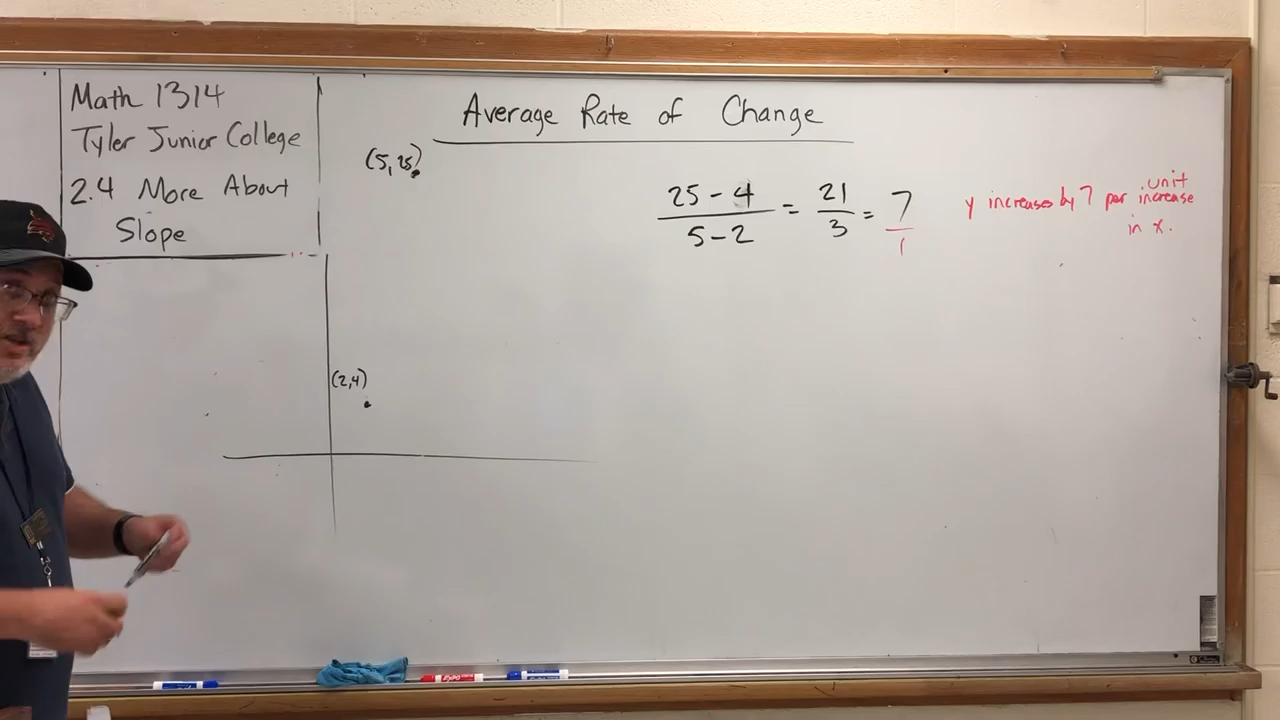 Math 1314
Tyler Junior College
2.4 More About
Slope
Average Rate of Change
(5,25)
25 - 4
5 - 2
=
21
3
=
7
1
y increases by 7 per unit increase
in x.
(2,4)